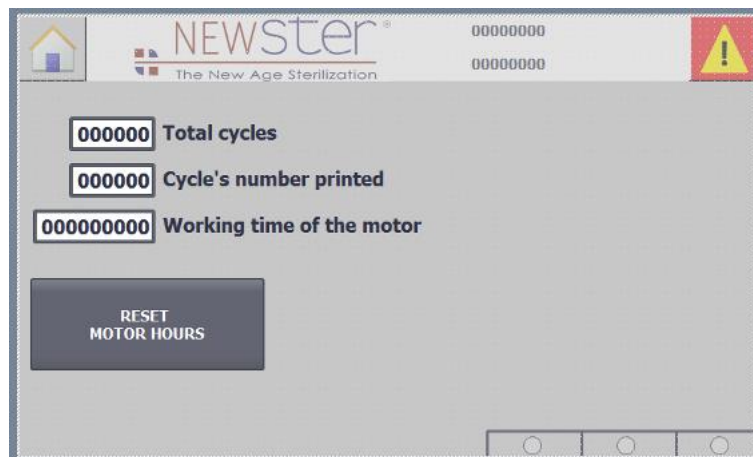 NEWSter®
00000000
The New Age Sterilization
00000000
000000 Total cycles
000000 Cycle's number printed
000000000 Working time of the motor
RESET
MOTOR HOURS